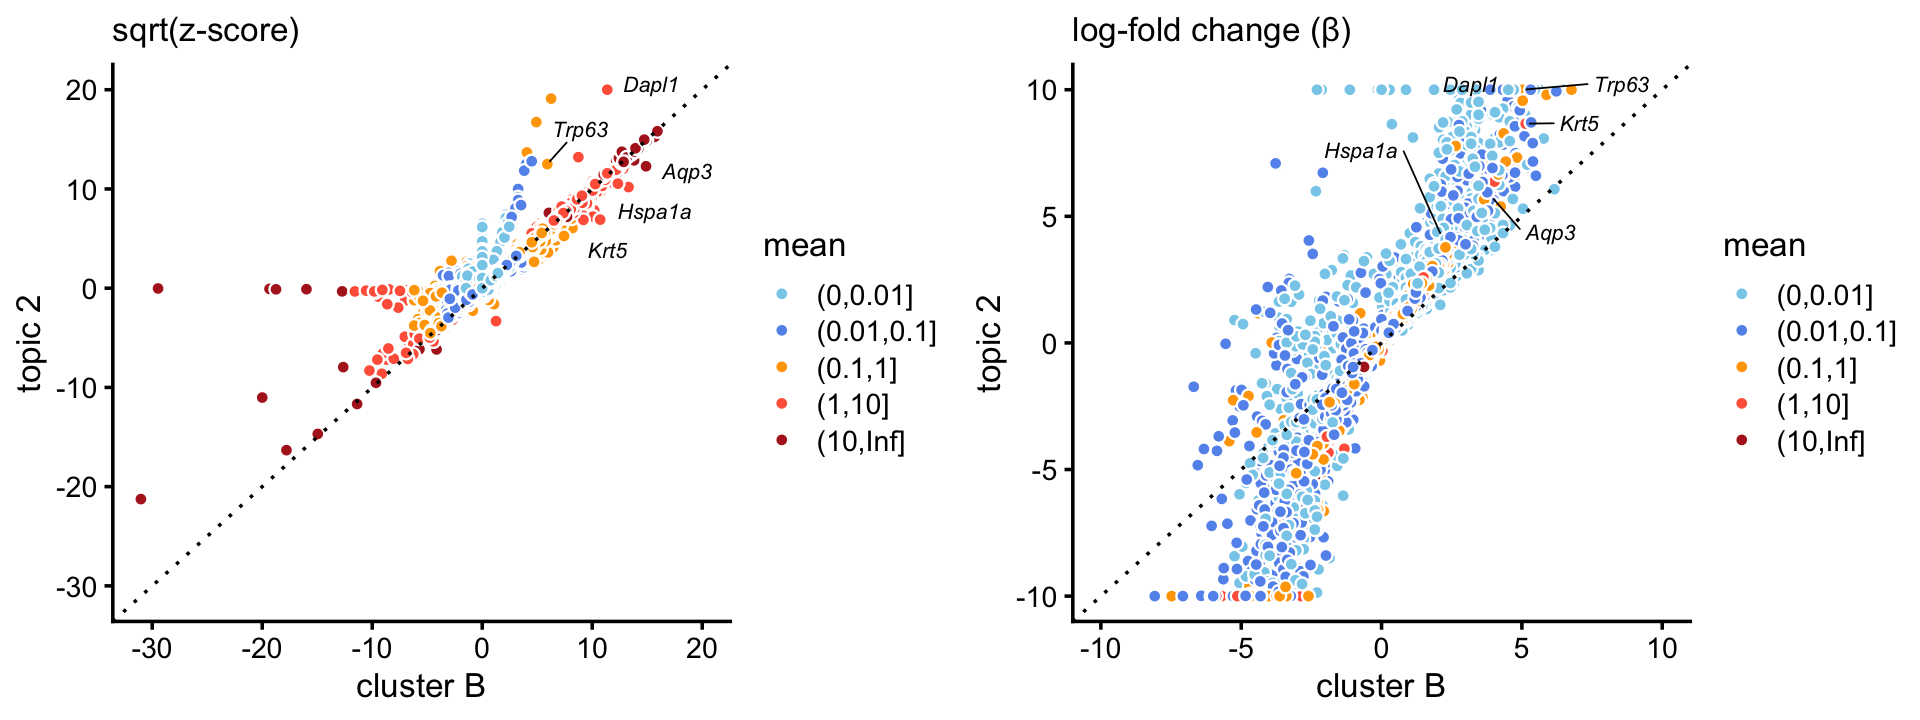 sqrt(z-score)
20
10
0
-10
-20
-30
topic 2
-30
-20
-10
0
10
20
cluster B
Dapl1
Trp63
Aqp3
Hspa1a
Krt5
mean
(0,0.01]
(0.01,0.1]
(0.1,1]
(1,10]
(10,Inf]
log-fold change (β)
10
5
0
-5
-10
topic 2
-10
-5
0
5
10
cluster B
Dapl1
Trp63
Krt5
Hspa1a
Aqp3
mean
(0,0.01]
(0.01,0.1]
(0.1,1]
(1,10]
(10,Inf]